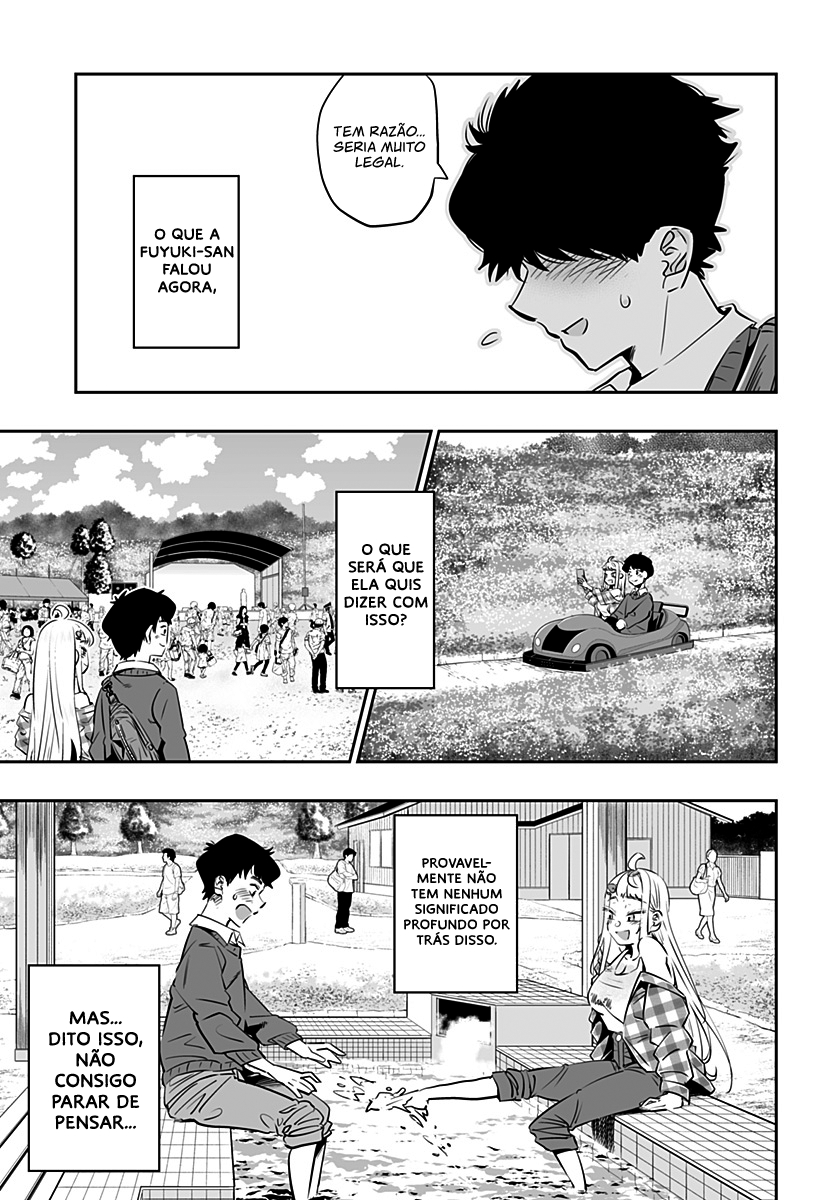 TEM RAZÃO...
SERIA MUITO
LEGAL.
O QUE A
FUYUKI-SAN
FALOU
AGORA,
O QUE
SERÁ QUE
ELA QUIS
DIZER COM
ISSO?
PROVAVEL-
MENTE NÃO
TEM NENHUM
SIGNIFICADO
PROFUNDO POR
TRÁS DISSO.
MAS...
DITO ISSO,
NÃO
CONSIGO
PARAR DE
PENSAR...